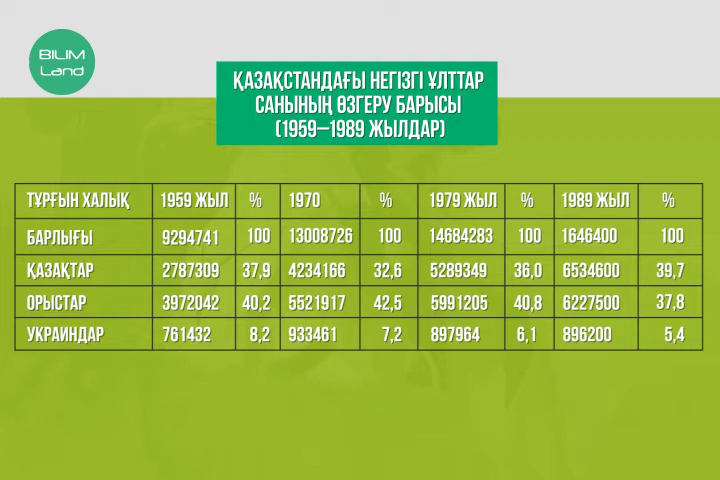 BILIM
Land
ҚАЗАҚСТАНДАҒЫ НЕГІЗГІ ҰЛТТАР
САНЫНЫҢ ӨЗГЕРУ БАРЫСЫ
(1959–1989 ЖЫЛДАР)
ТҰРҒЫН ХАЛЫҚ 1959 ЖЫЛ % 1970 % 1979 ЖЫЛ % 1989 ЖЫЛ %
БАРЛЫҒЫ 9294741 100 13008726 100 14684283 100 1646400 100
ҚАЗАҚТАР 2787309 37,9 4234166 32,6 5289349 36,0 6534600 39,7
ОРЫСТАР 3972042 40,2 5521917 42,5 5991205 40,8 6227500 37,8
УКРАИНДАР 761432 8,2 933461 7,2 897964 6,1 896200 5,4